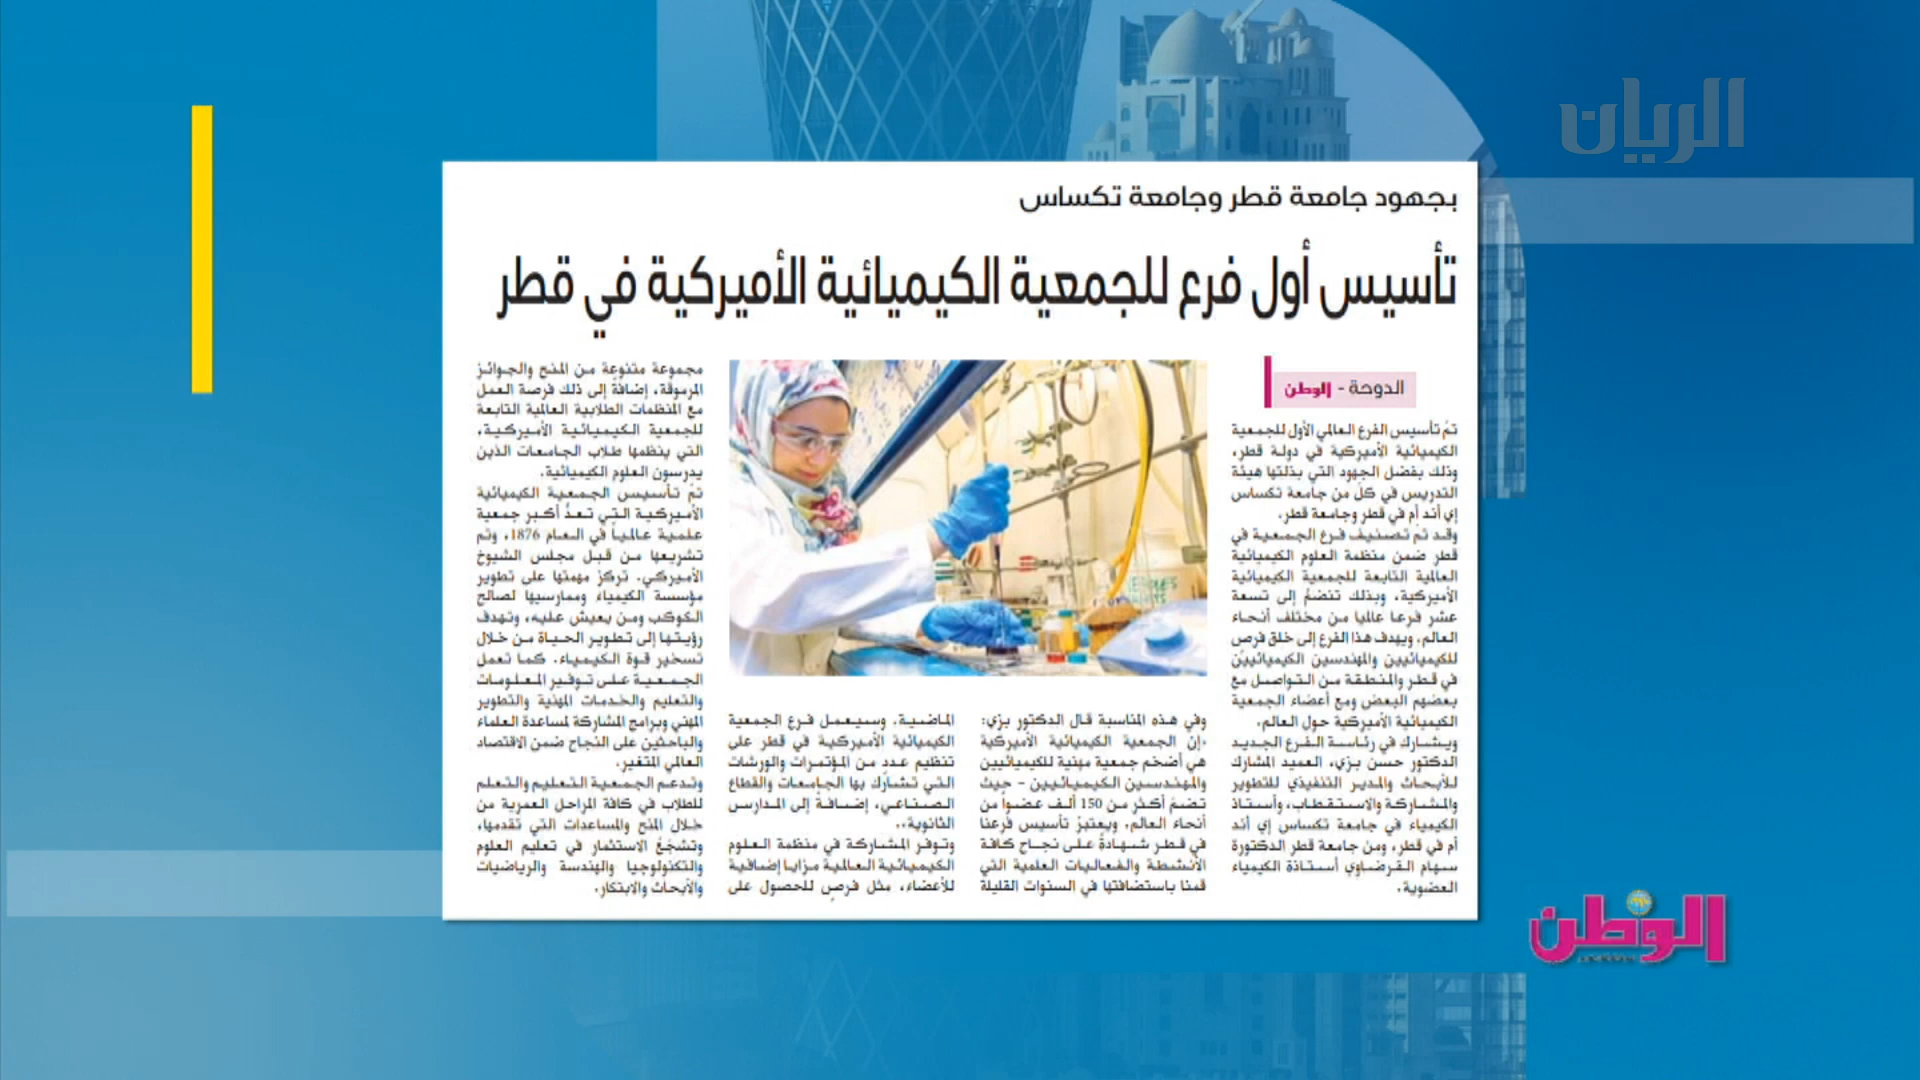 الريان
بجهود جامعة قطر وجامعة تكساس
تأسيس أول فرع للجمعية الكيميائية الأميركية في قطر
الدوحة - الوطن
تمّ تأسيس الفرع العالمي الأول للجمعية
الكيميائية الأميركية في دولة قطر،
وذلك بفضل الجهود التي بذلتها هيئة
التدريس في كلّ من جامعة تكساس
إي أند أم في قطر وجامعة قطر.
وقد تمّ تصنيف فرع الجمعية في
قطر ضمن منظمة العلوم الكيميائية
العالمية التابعة للجمعية الكيميائية
الأميركية، وبذلك تنضمّ إلى تسعة
عشر فرعا عالميا من مختلف أنحاء
العالم. ويهدف هذا الفرع إلى خلق فرص
للكيميائيين والمهندسين الكيميائيين
في قطر والمنطقة من التواصل مع
بعضهم البعض ومع أعضاء الجمعية
الكيميائية الأميركية حول العالم.
ويشارك في رئاسة الفرع الجديد
الدكتور حسن بزي، العميد المشارك
للأبحاث والمدير التنفيذي للتطوير
والمشاركة والاستقطاب، وأستاذ
الكيمياء في جامعة تكساس إي أند
أم في قطر، ومن جامعة قطر الدكتورة
سهام القرضاوي أستاذة الكيمياء
العضوية.
وفي هذه المناسبة قال الدكتور بزي:
«إن الجمعية الكيميائية الأميركية
هي أضخم جمعية مهنية للكيميائيين
والمهندسين الكيميائيين - حيث
تضمّ أكثر من 150 ألف عضوا من
أنحاء العالم. ويعتبر تأسيس فرعنا
في قطر شهادةً على نجاح كافة
الأنشطة والفعاليات العلمية التي
قمنا باستضافتها في السنوات القليلة
الماضية. وسيعمل فرع الجمعية
الكيميائية الأميركية في قطر على
تنظيم عدد من المؤتمرات والورشات
التي تشارك بها الجامعات والقطاع
الصناعي، إضافةً إلى المدارس
الثانوية».
وتوفر المشاركة في منظمة العلوم
الكيميائية العالمية مزايا إضافية
للأعضاء، مثل فرص للحصول على
مجموعة متنوعة من المنح والجوائز
المرموقة، إضافة إلى ذلك فرصة العمل
مع المنظمات الطلابية العالمية التابعة
للجمعية الكيميائية الأميركية،
التي ينظمها طلاب الجامعات الذين
يدرسون العلوم الكيميائية.
تمّ تأسيس الجمعية الكيميائية
الأميركية التي تعدّ أكبر جمعية
علمية عالمياً في العام 1876، وتم
تشريعها من قبل مجلس الشيوخ
الأميركي. تركز مهمتها على تطوير
مؤسسة الكيمياء وممارسيها لصالح
الكوكب ومن يعيش عليه، وتهدف
رؤيتها إلى تطوير الحياة من خلال
تسخير قوة الكيمياء. كما تعمل
الجمعية على توفير المعلومات
والتعليم والخدمات المهنية والتطوير
المهني وبرامج المشاركة لمساعدة العلماء
والباحثين على النجاح ضمن الاقتصاد
العالمي المتغير.
وتدعم الجمعية التعليم والتعلم
للطلاب في كافة المراحل العمرية من
خلال المنح والمساعدات التي تقدمها،
وتشجّع الاستثمار في تعليم العلوم
والتكنولوجيا والهندسة والرياضيات
والأبحاث والابتكار.
الوطن